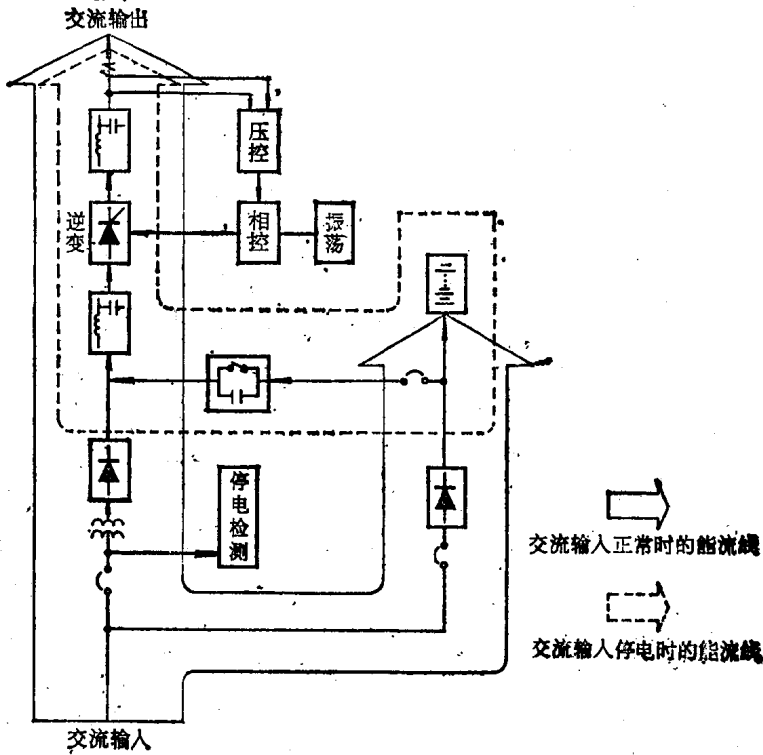 交流输出
压控
逆变
相控
振荡
停电检测
交流输入正常时的能流线
交流输入停电时的能流线
交流输入